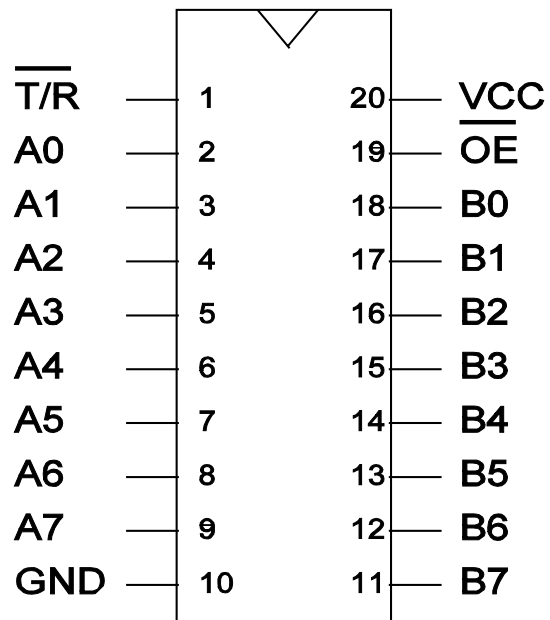 T/R 1 20 VCC
A0 2 19 OE
A1 3 18 B0
A2 4 17 B1
A3 5 16 B2
A4 6 15 B3
A5 7 14 B4
A6 8 13 B5
A7 9 12 B6
GND 10 11 B7